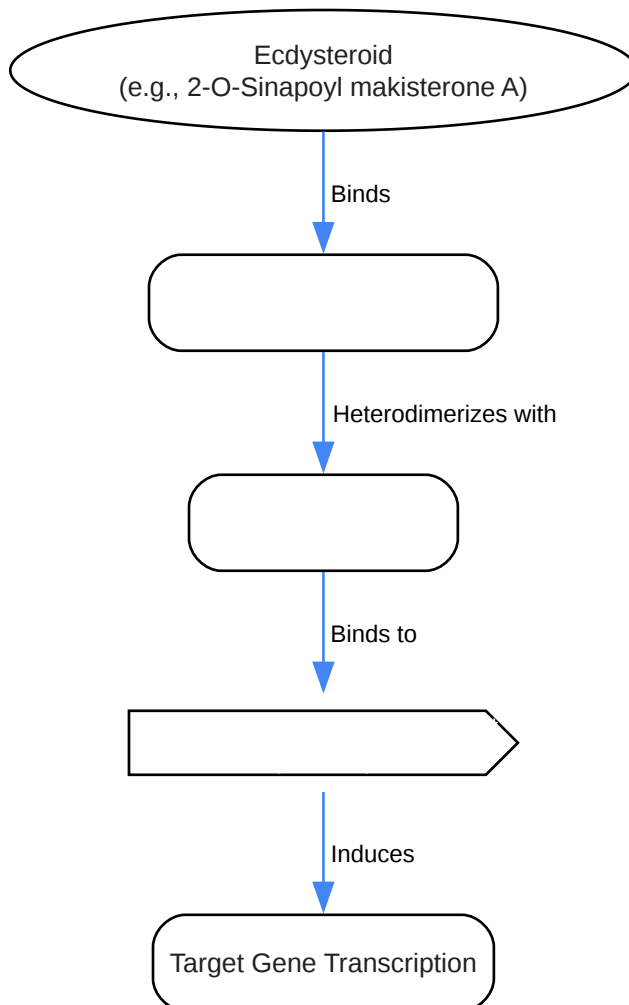 Ecdysteroid
(e.g., 2-O-Sinapoyl makisterone A)
Binds
Heterodimerizes with
Binds to
Induces
Target Gene Transcription